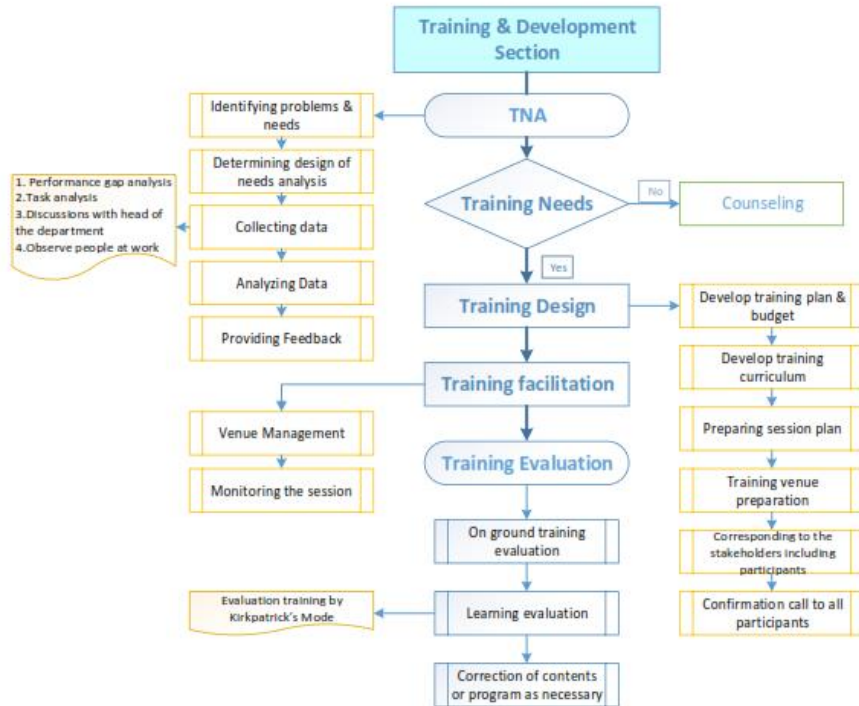 Training & Development
Section
TNA
Identifying problems &
needs
Determining design of
needs analysis
Collecting data
Analyzing Data
Providing Feedback
1. Performance gap analysis
2.Task analysis
3.Discussions with head of
the department
4.Observe people at work
Training Needs
No
Counseling
Yes
Training Design
Develop training plan &
budget
Develop training
curriculum
Preparing session plan
Training venue
preparation
Corresponding to the
stakeholders including
participants
Confirmation call to all
participants
Training facilitation
Venue Management
Monitoring the session
Training Evaluation
On ground training
evaluation
Learning evaluation
Evaluation training by
Kirkpatrick's Mode
Correction of contents
or program as necessary